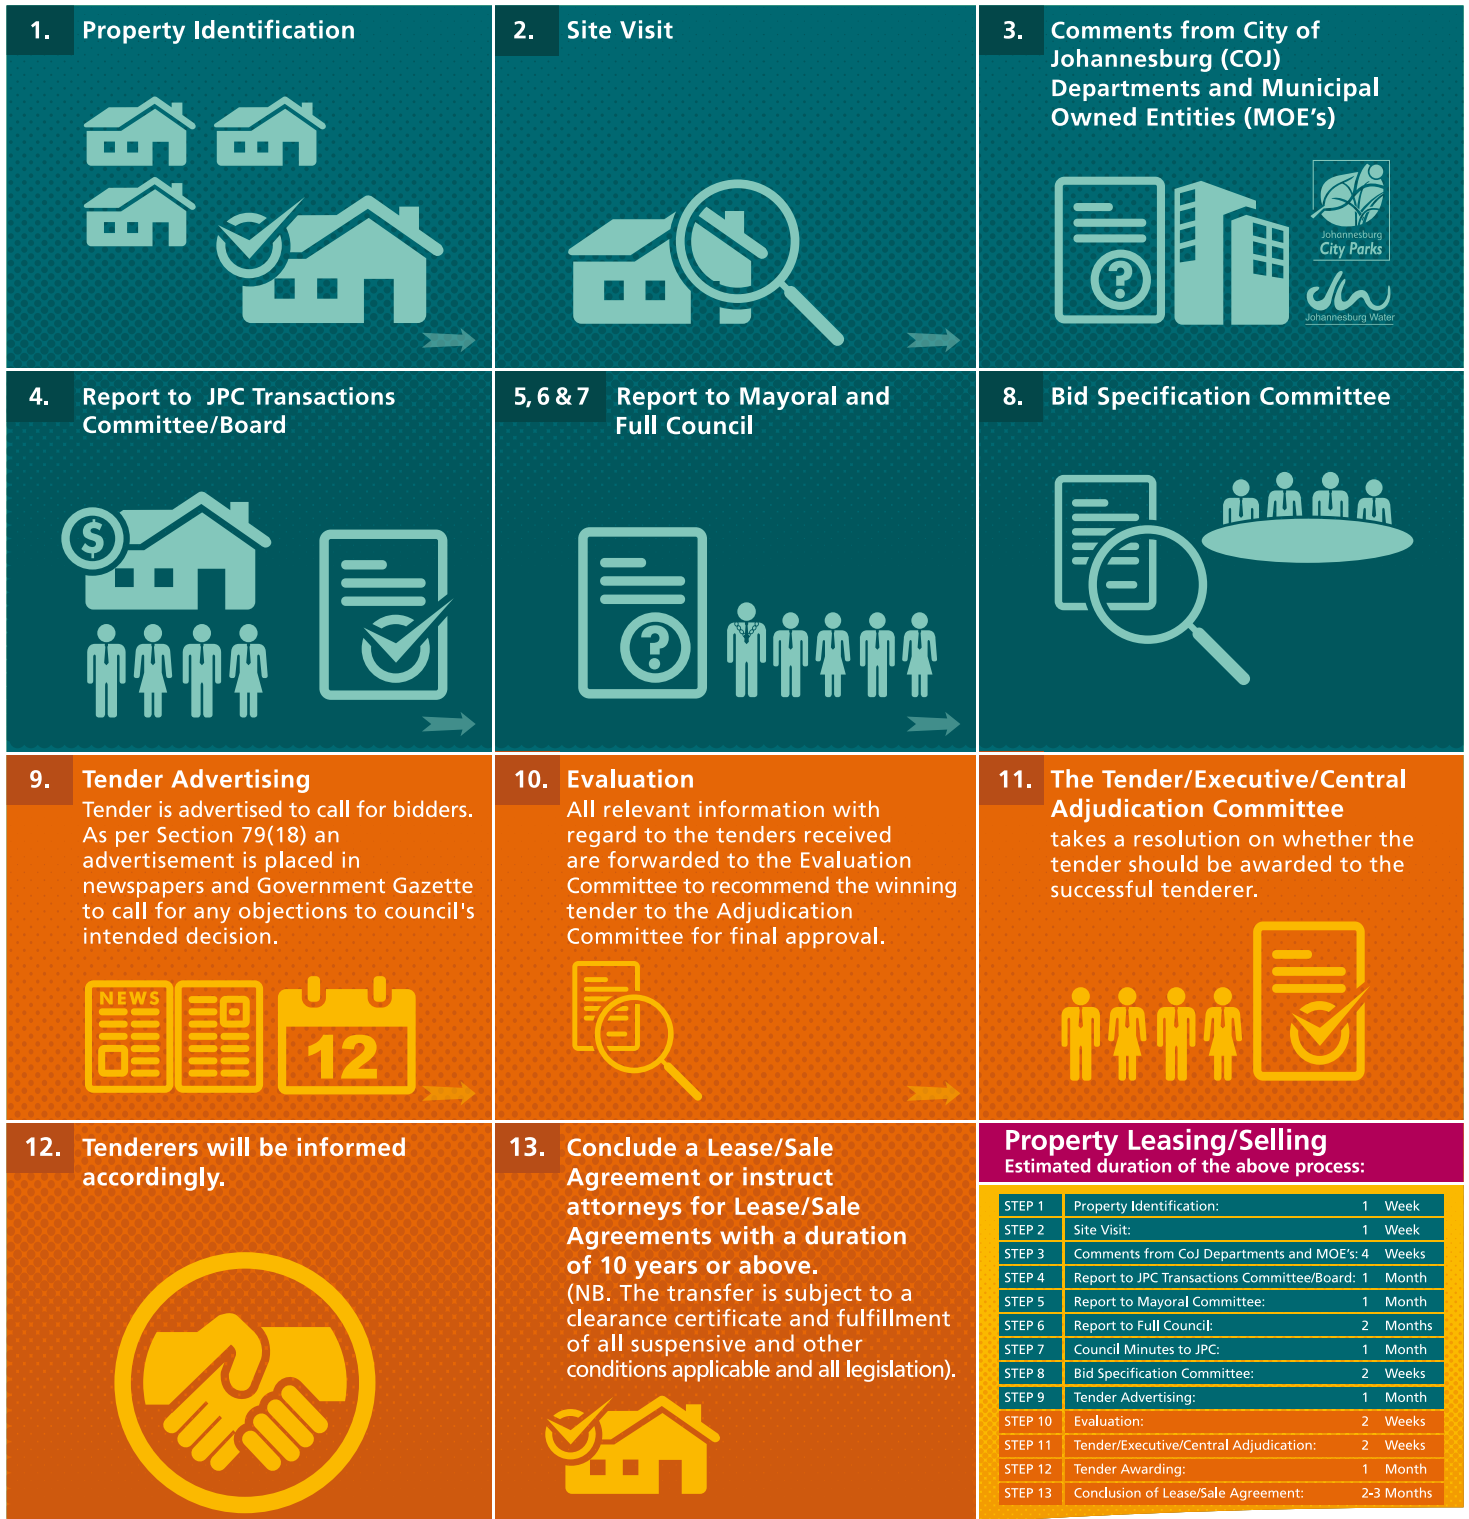 1. Property Identification
2. Site Visit
3. Comments from City of
Johannesburg (COJ)
Departments and Municipal
Owned Entities (MOE's)
Johannesburg
City Parks
Johannesburg Water
4. Report to JPC Transactions
Committee/Board
$
5, 6 & 7 Report to Mayoral and
Full Council
?
8. Bid Specification Committee
9. Tender Advertising
Tender is advertised to call for bidders.
As per Section 79(18) an
advertisement is placed in
newspapers and Government Gazette
to call for any objections to council's
intended decision.
NEWS
12
10. Evaluation
All relevant information with
regard to the tenders received
are forwarded to the Evaluation
Committee to recommend the winning
tender to the Adjudication
Committee for final approval.
11. The Tender/Executive/Central
Adjudication Committee
takes a resolution on whether the
tender should be awarded to the
successful tenderer.
12. Tenderers will be informed
accordingly.
13. Conclude a Lease/Sale
Agreement or instruct
attorneys for Lease/Sale
Agreements with a duration
of 10 years or above.
(NB. The transfer is subject to a
clearance certificate and fulfillment
of all suspensive and other
conditions applicable and all legislation).
Property Leasing/Selling
Estimated duration of the above process:
STEP 1 Property Identification: 1 Week
STEP 2 Site Visit: 1 Week
STEP 3 Comments from CoJ Departments and MOE's: 4 Weeks
STEP 4 Report to JPC Transactions Committee/Board: 1 Month
STEP 5 Report to Mayoral Committee: 1 Month
STEP 6 Report to Full Council: 2 Months
STEP 7 Council Minutes to JPC: 1 Month
STEP 8 Bid Specification Committee: 2 Weeks
STEP 9 Tender Advertising: 1 Month
STEP 10 Evaluation: 2 Weeks
STEP 11 Tender/Executive/Central Adjudication: 2 Weeks
STEP 12 Tender Awarding: 1 Month
STEP 13 Conclusion of Lease/Sale Agreement: 2-3 Months